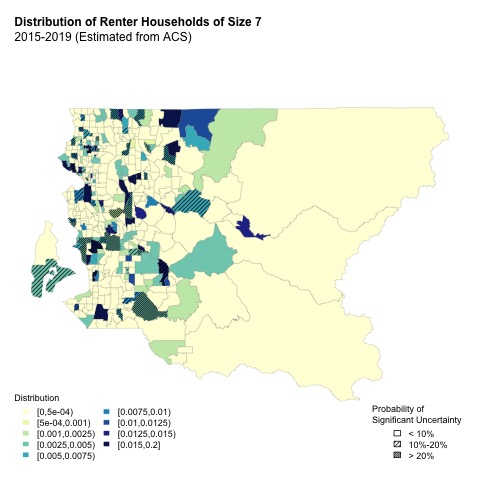 Distribution of Renter Households of Size 7
2015-2019 (Estimated from ACS)
Distribution
[0,5e-04)
[5e-04,0.001)
[0.001,0.0025)
[0.0025,0.005)
[0.005,0.0075)
[0.0075,0.01)
[0.01,0.0125)
[0.0125,0.015)
[0.015,0.2]
Probability of
Significant Uncertainty
< 10%
10%-20%
> 20%